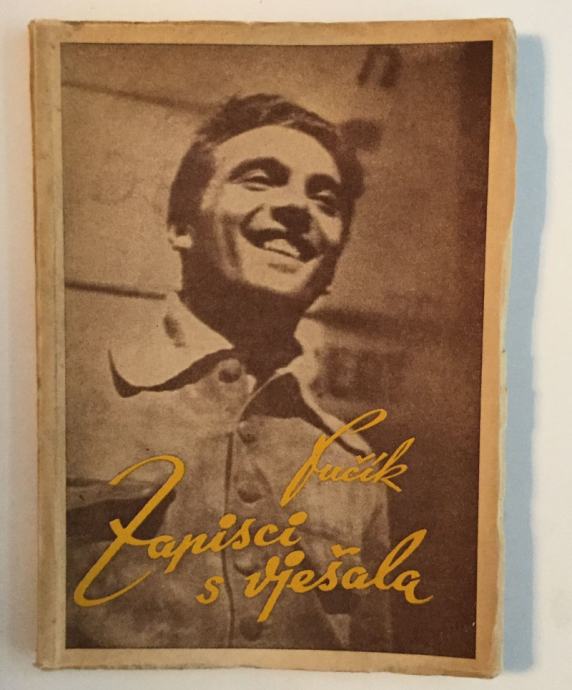 Fučík
Zapisci
s vješala